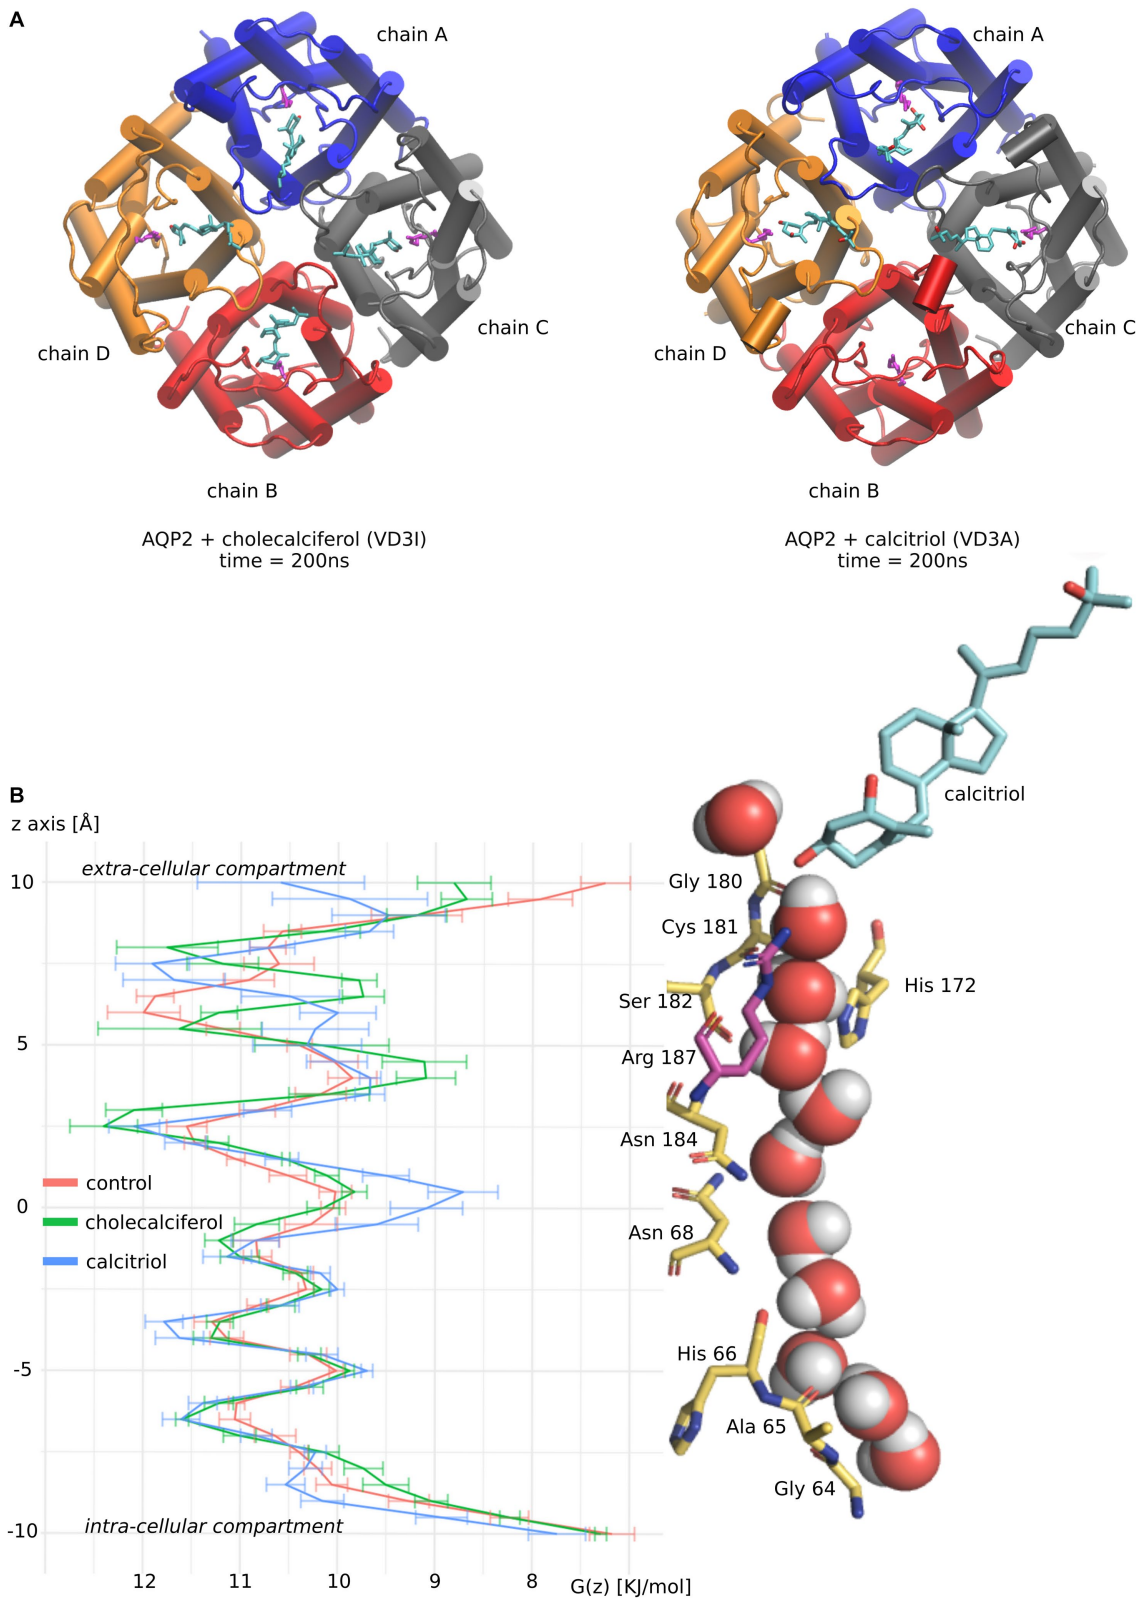 A
chain A
chain C
chain D
chain B
AQP2 + cholecalciferol (VD3I)
time = 200ns
chain A
chain C
chain D
chain B
AQP2 + calcitriol (VD3A)
time = 200ns
B
z axis [Å]
extra-cellular compartment
10
5
0
-5
-10
control
cholecalciferol
calcitriol
intra-cellular compartment
12 11 10 9 8 G(z) [KJ/mol]
calcitriol
Gly 180
Cys 181
His 172
Ser 182
Arg 187
Asn 184
Asn 68
His 66
Ala 65
Gly 64